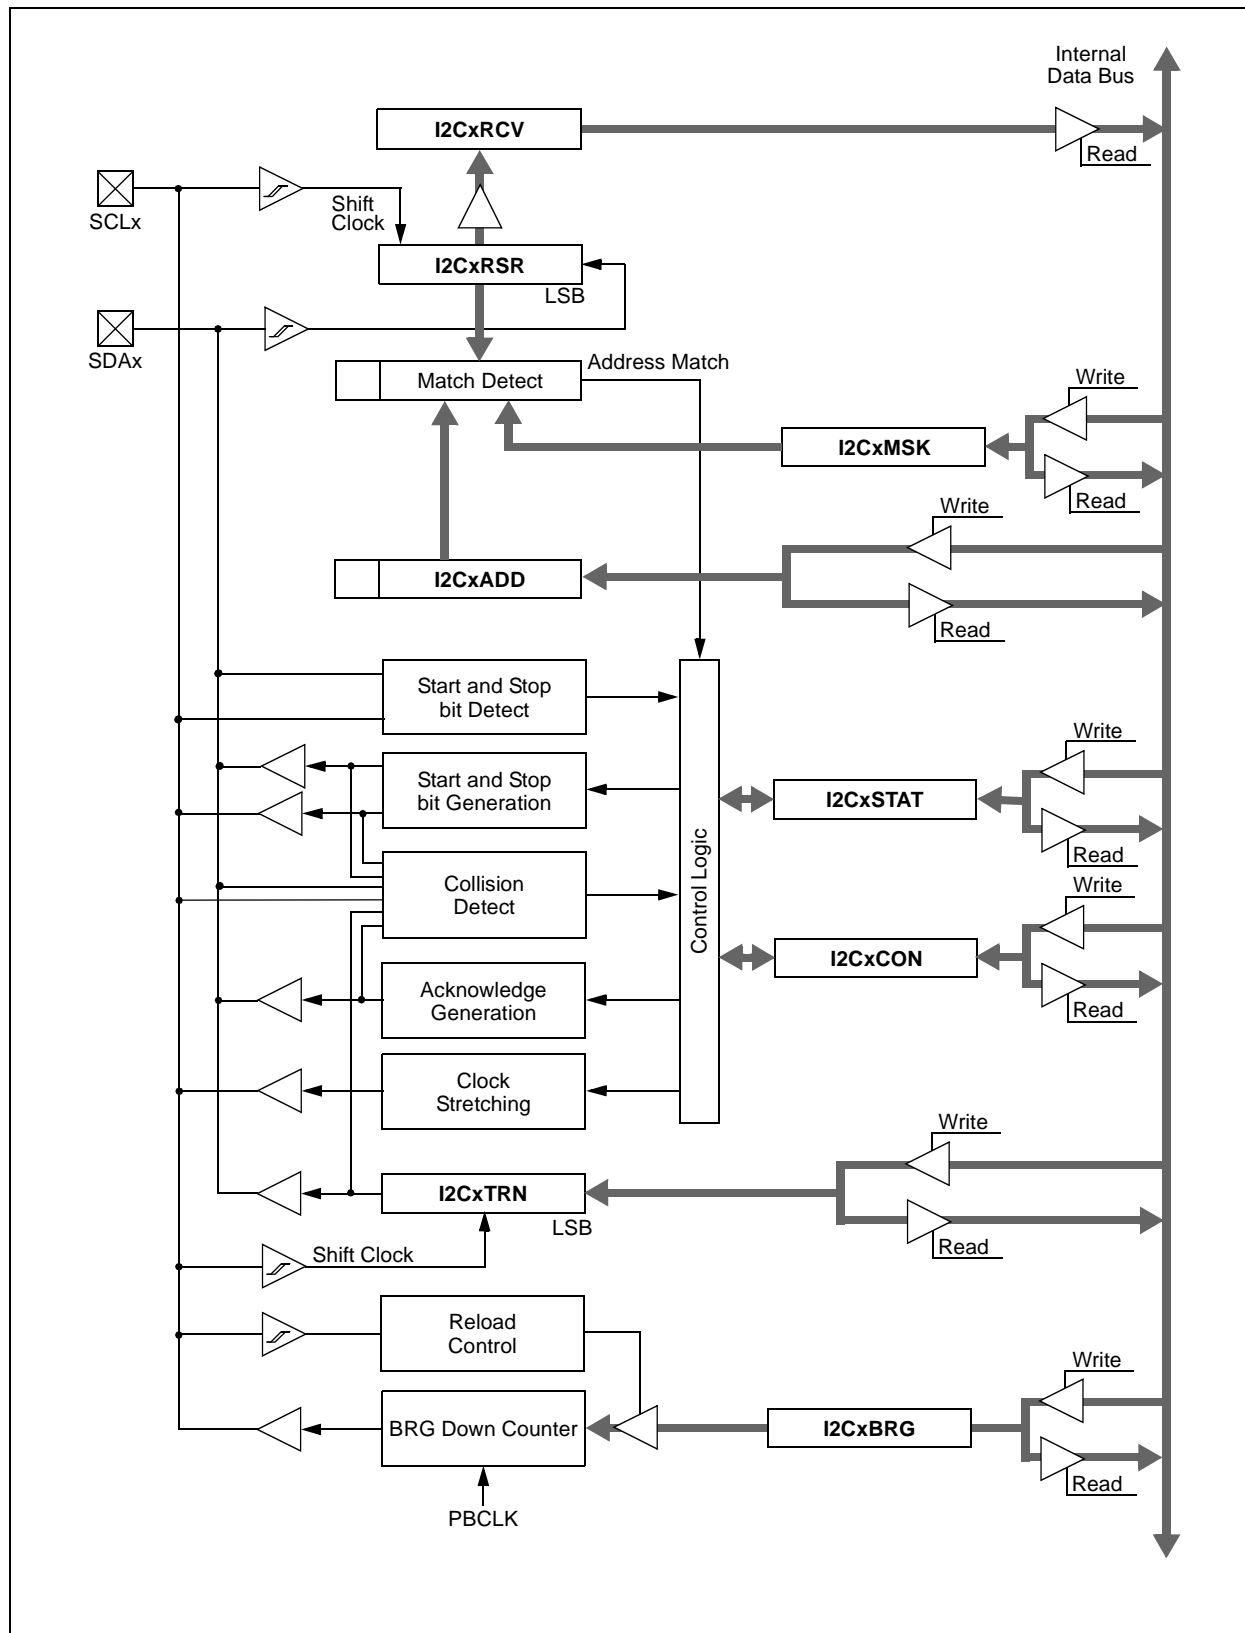 Internal
Data Bus
I2CxRCV
Read
SCLx
Shift
Clock
I2CxRSR
LSB
SDAx
Match Detect
Address Match
Write
I2CxMSK
Read
Write
I2CxADD
Read
Start and Stop
bit Detect
Write
Start and Stop
bit Generation
I2CxSTAT
Read
Control Logic
Collision
Detect
Write
I2CxCON
Acknowledge
Generation
Read
Clock
Stretching
Write
I2CxTRN
LSB
Read
Shift Clock
Reload
Control
Write
BRG Down Counter
I2CxBRG
Read
PBCLK